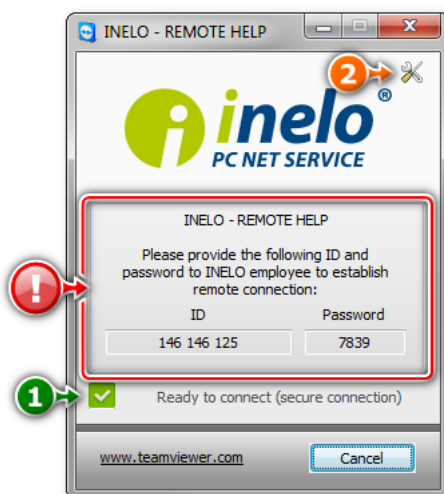 INELO - REMOTE HELP
2
inelo®
PC NET SERVICE
INELO - REMOTE HELP
Please provide the following ID and
password to INELO employee to establish
remote connection:
ID Password
!
146 146 125 7839
1 Ready to connect (secure connection)
www.teamviewer.com Cancel